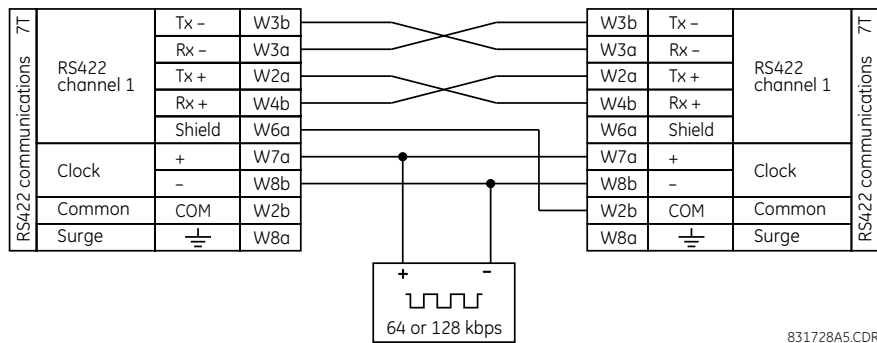 7T
RS422 communications
RS422
channel 1
Clock
Common
Surge
Tx –
Rx –
Tx +
Rx +
Shield
+
–
COM
W3b
W3a
W2a
W4b
W6a
W7a
W8b
W2b
W8a
W3b
W3a
W2a
W4b
W6a
W7a
W8b
W2b
W8a
Tx –
Rx –
Tx +
Rx +
Shield
+
–
COM
RS422
channel 1
Clock
Common
Surge
7T
RS422 communications
+ -
64 or 128 kbps
831728A5.CDR